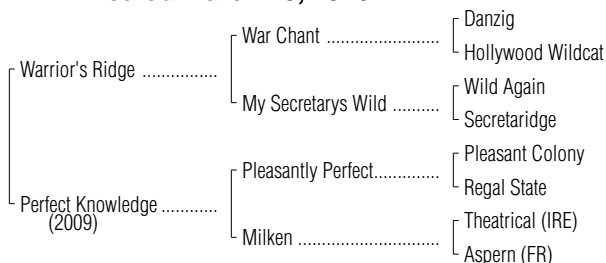 Danzig
War Chant ........................
Hollywood Wildcat
Warrior's Ridge ................
Wild Again
My Secretarys Wild ..........
Secretaridge
Pleasant Colony
Pleasantly Perfect..............
Regal State
Perfect Knowledge ............
(2009)
Theatrical (IRE)
Milken ..............................
Aspern (FR)